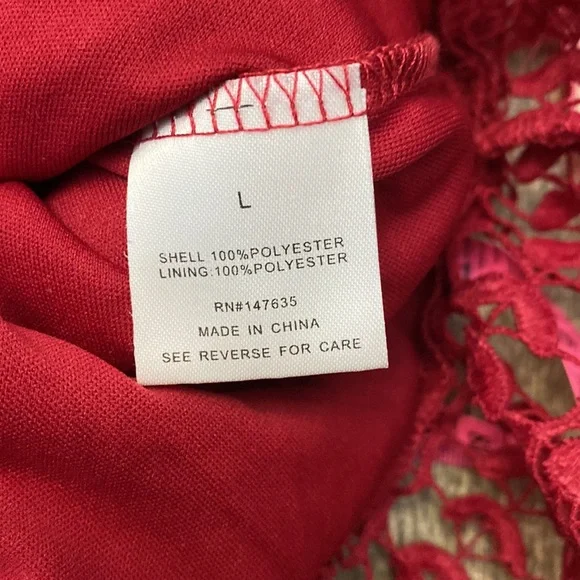 L
SHELL 100%POLYESTER
LINING:100%POLYESTER
RN#147635
MADE IN CHINA
SEE REVERSE FOR CARE